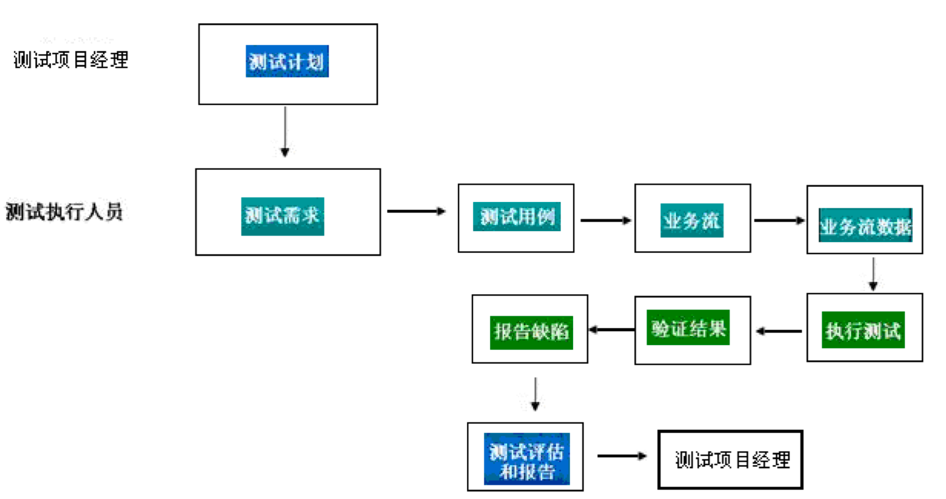 测试项目经理
测试计划
测试执行人员
测试需求
测试用例
业务流
业务流数据
报告缺陷
验证结果
执行测试
测试评估
和报告
测试项目经理